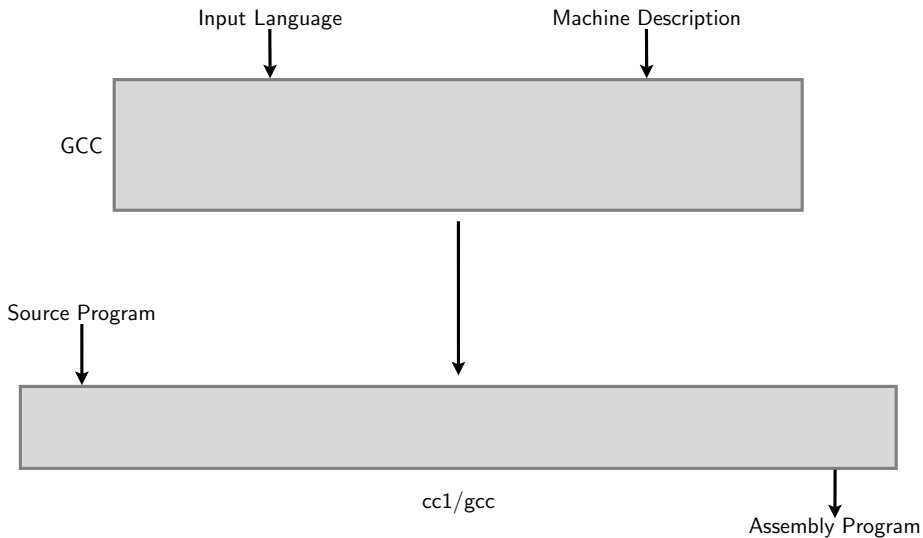 Input Language
Machine Description
GCC
Source Program
cc1/gcc
Assembly Program